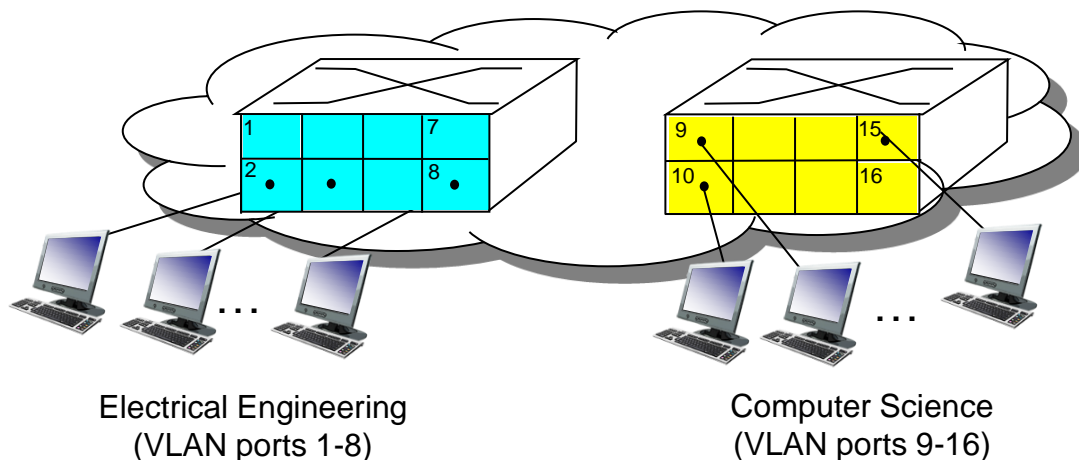 1
7
2
8
9
15
10
16
...
...
Electrical Engineering
(VLAN ports 1-8)
Computer Science
(VLAN ports 9-16)